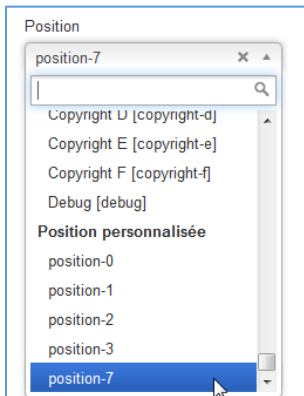 Position
position-7
Copyright D [copyright-d]
Copyright E [copyright-e]
Copyright F [copyright-f]
Debug [debug]
Position personnalisée
position-0
position-1
position-2
position-3
position-7